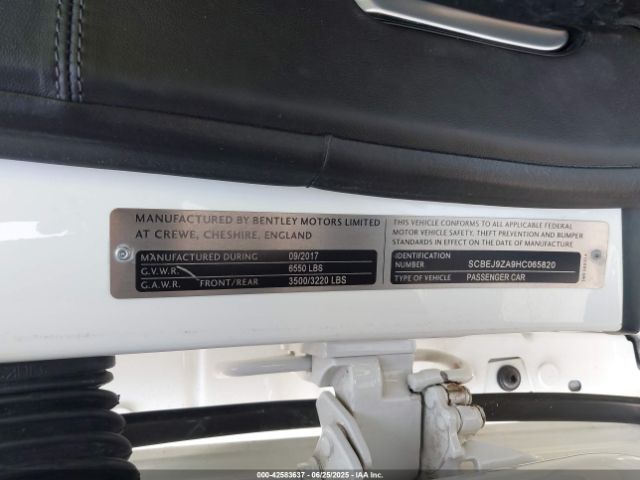 MANUFACTURED BY BENTLEY MOTORS LIMITED
AT CREWE, CHESHIRE, ENGLAND
MANUFACTURED DURING 09/2017
G.V.W.R. 6550 LBS
G.A.W.R. FRONT/REAR 3500/3220 LBS
THIS VEHICLE CONFORMS TO ALL APPLICABLE FEDERAL
MOTOR VEHICLE SAFETY, THEFT PREVENTION AND BUMPER
STANDARDS IN EFFECT ON THE DATE OF MANUFACTURE
IDENTIFICATION
NUMBER SCBEJ9ZA9HC065820
TYPE OF VEHICLE PASSENGER CAR
000-42583637 - 06/25/2025 - IAA Inc.